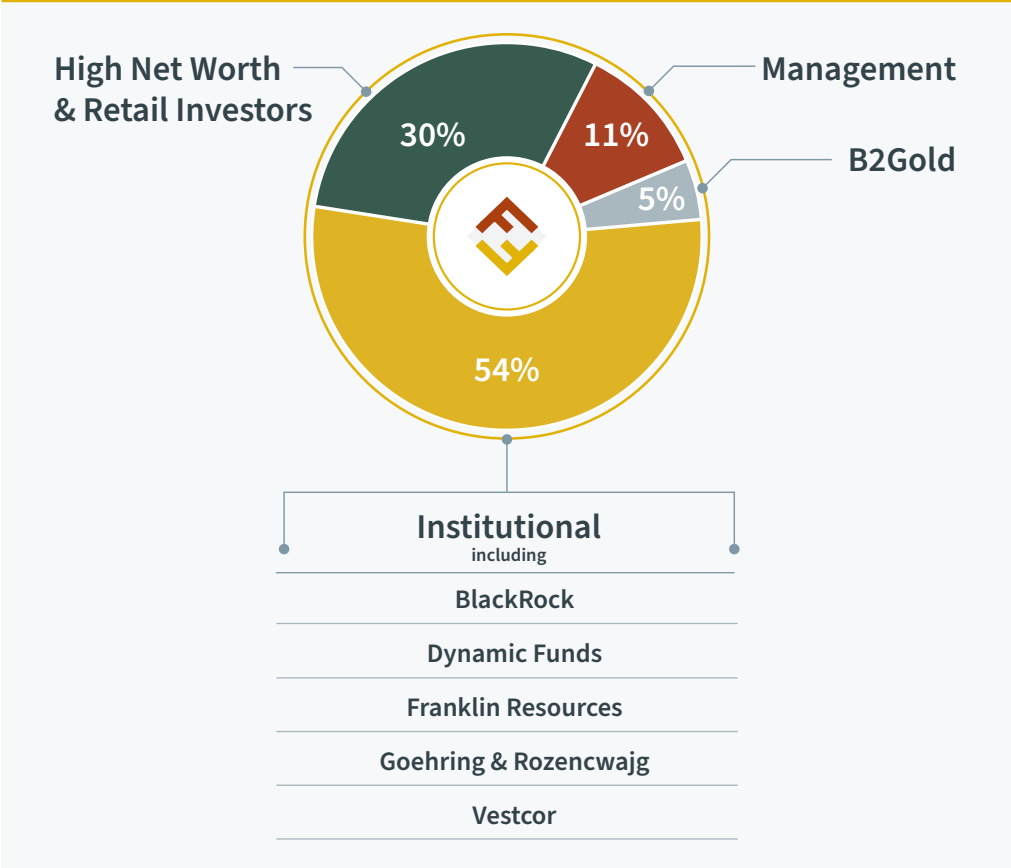 High Net Worth
& Retail Investors
Management
B2Gold
30%
11%
5%
54%
Institutional
including
BlackRock
Dynamic Funds
Franklin Resources
Goehring & Rozencwajg
Vestcor